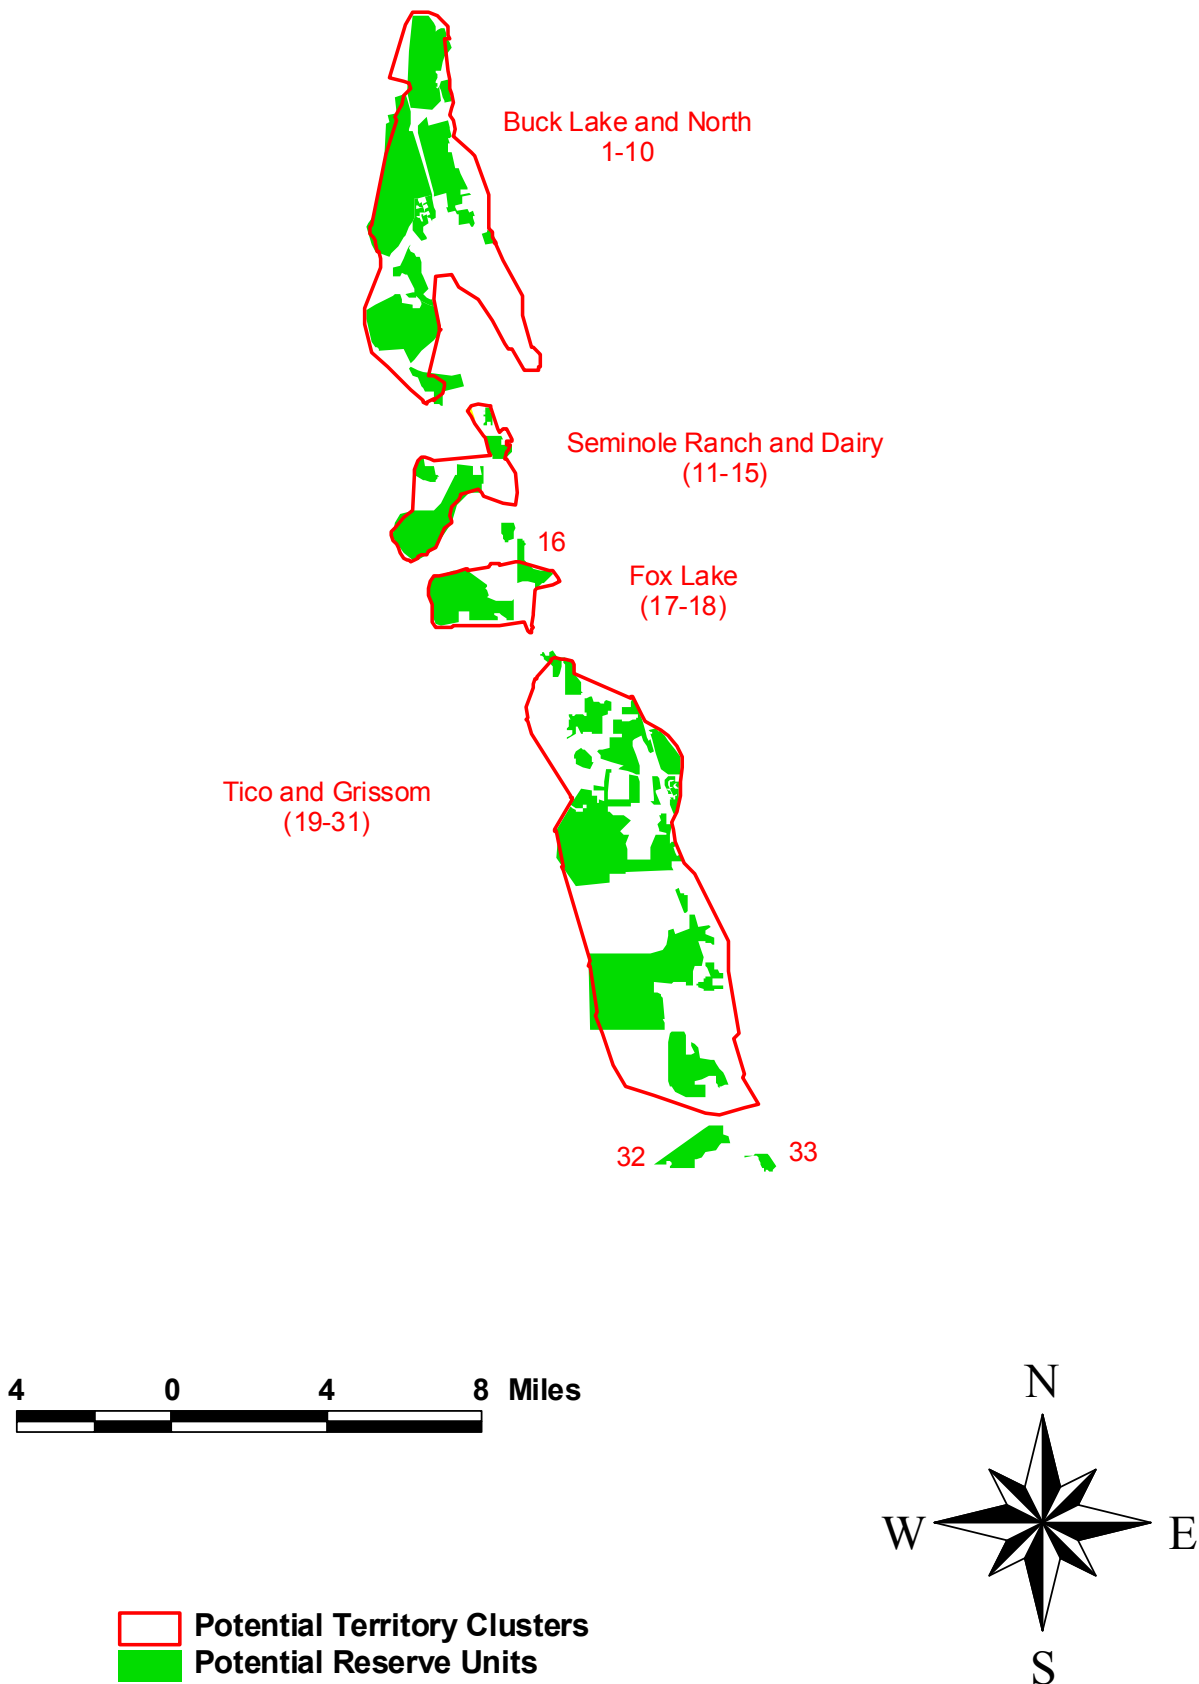 Buck Lake and North
1-10
Seminole Ranch and Dairy
(11-15)
16
Fox Lake
(17-18)
Tico and Grissom
(19-31)
32
33
4 0 4 8 Miles
N
W E
S
Potential Territory Clusters
Potential Reserve Units